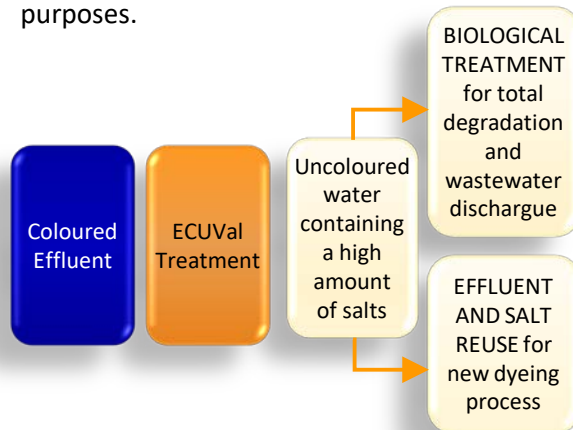 purposes.
Coloured
Effluent
ECUVal
Treatment
Uncoloured
water
containing
a high
amount
of salts
BIOLOGICAL
TREATMENT
for total
degradation
and
wastewater
dischargue
EFFLUENT
AND SALT
REUSE for
new dyeing
process